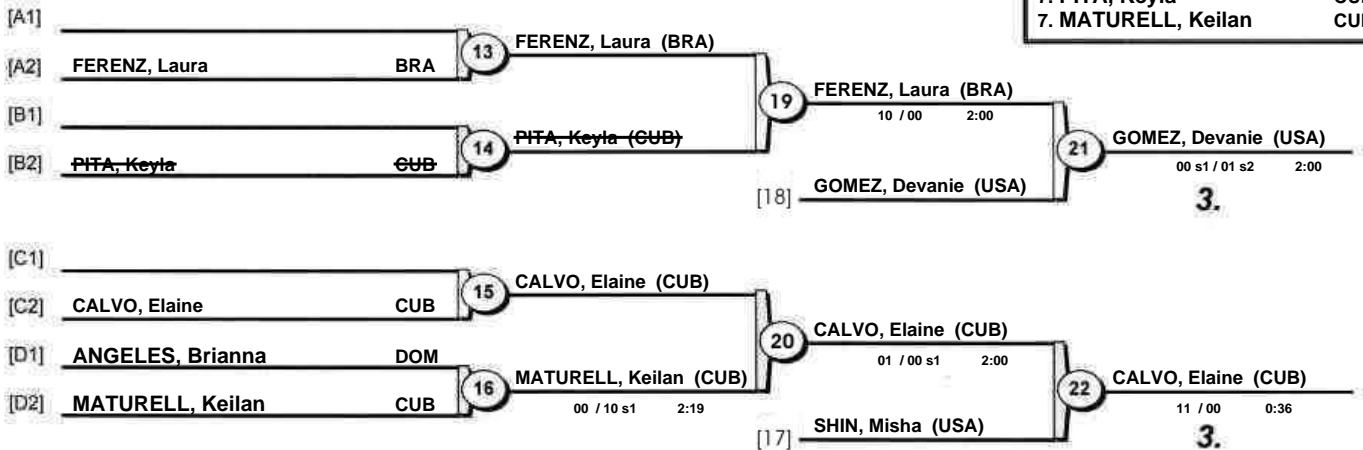 7. MATURELL, Keilan
[A1]
[A2] FERENZ, Laura BRA
13 FERENZ, Laura (BRA)
[B1]
[B2] PITA, Keyla CUB
14 PITA, Keyla (CUB)
19 FERENZ, Laura (BRA)
10 / 00 2:00
[18] GOMEZ, Devanie (USA)
21 GOMEZ, Devanie (USA)
00 s1 / 01 s2 2:00
3.
[C1]
[C2] CALVO, Elaine CUB
15 CALVO, Elaine (CUB)
[D1] ANGELES, Brianna DOM
[D2] MATURELL, Keilan CUB
16 MATURELL, Keilan (CUB)
00 / 10 s1 2:19
20 CALVO, Elaine (CUB)
01 / 00 s1 2:00
[17] SHIN, Misha (USA)
22 CALVO, Elaine (CUB)
11 / 00 0:36
3.